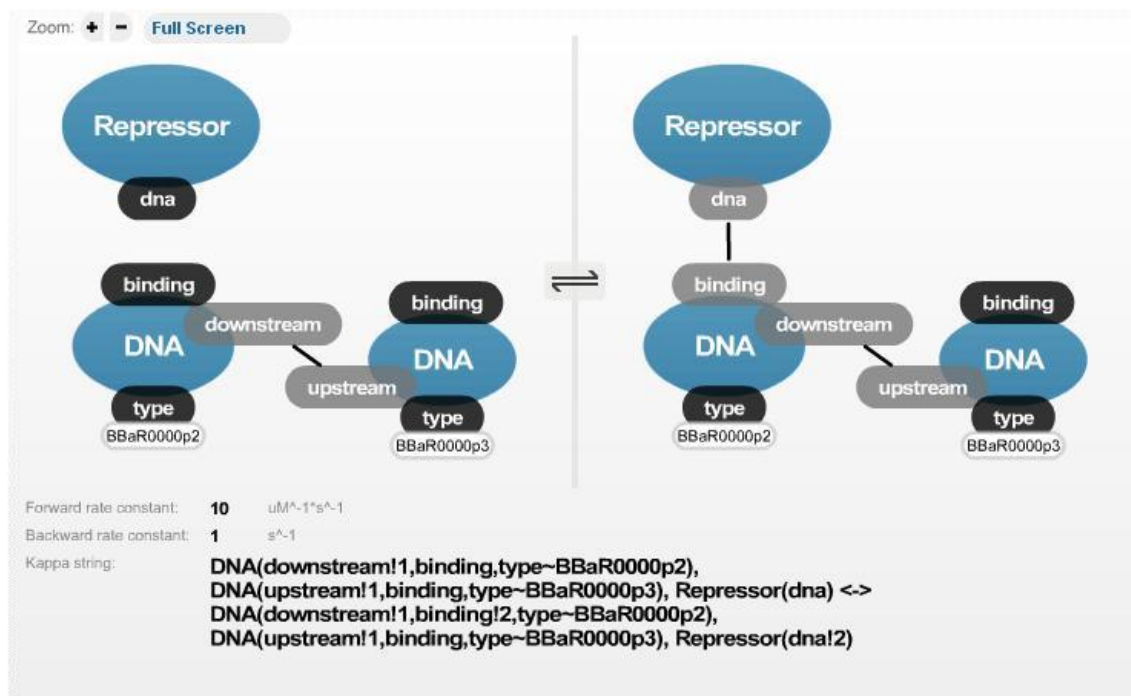 Zoom: + - Full Screen
Repressor
dna
binding
downstream
DNA
type
BBaR0000p2
binding
DNA
upstream
type
BBaR0000p3
Repressor
dna
binding
downstream
DNA
type
BBaR0000p2
binding
DNA
upstream
type
BBaR0000p3
Forward rate constant: 10 uM^-1*s^-1
Backward rate constant: 1 s^-1
Kappa string: DNA(downstream!1,binding,type~BBaR0000p2),
DNA(upstream!1,binding,type~BBaR0000p3), Repressor(dna) <->
DNA(downstream!1,binding!2,type~BBaR0000p2),
DNA(upstream!1,binding,type~BBaR0000p3), Repressor(dna!2)